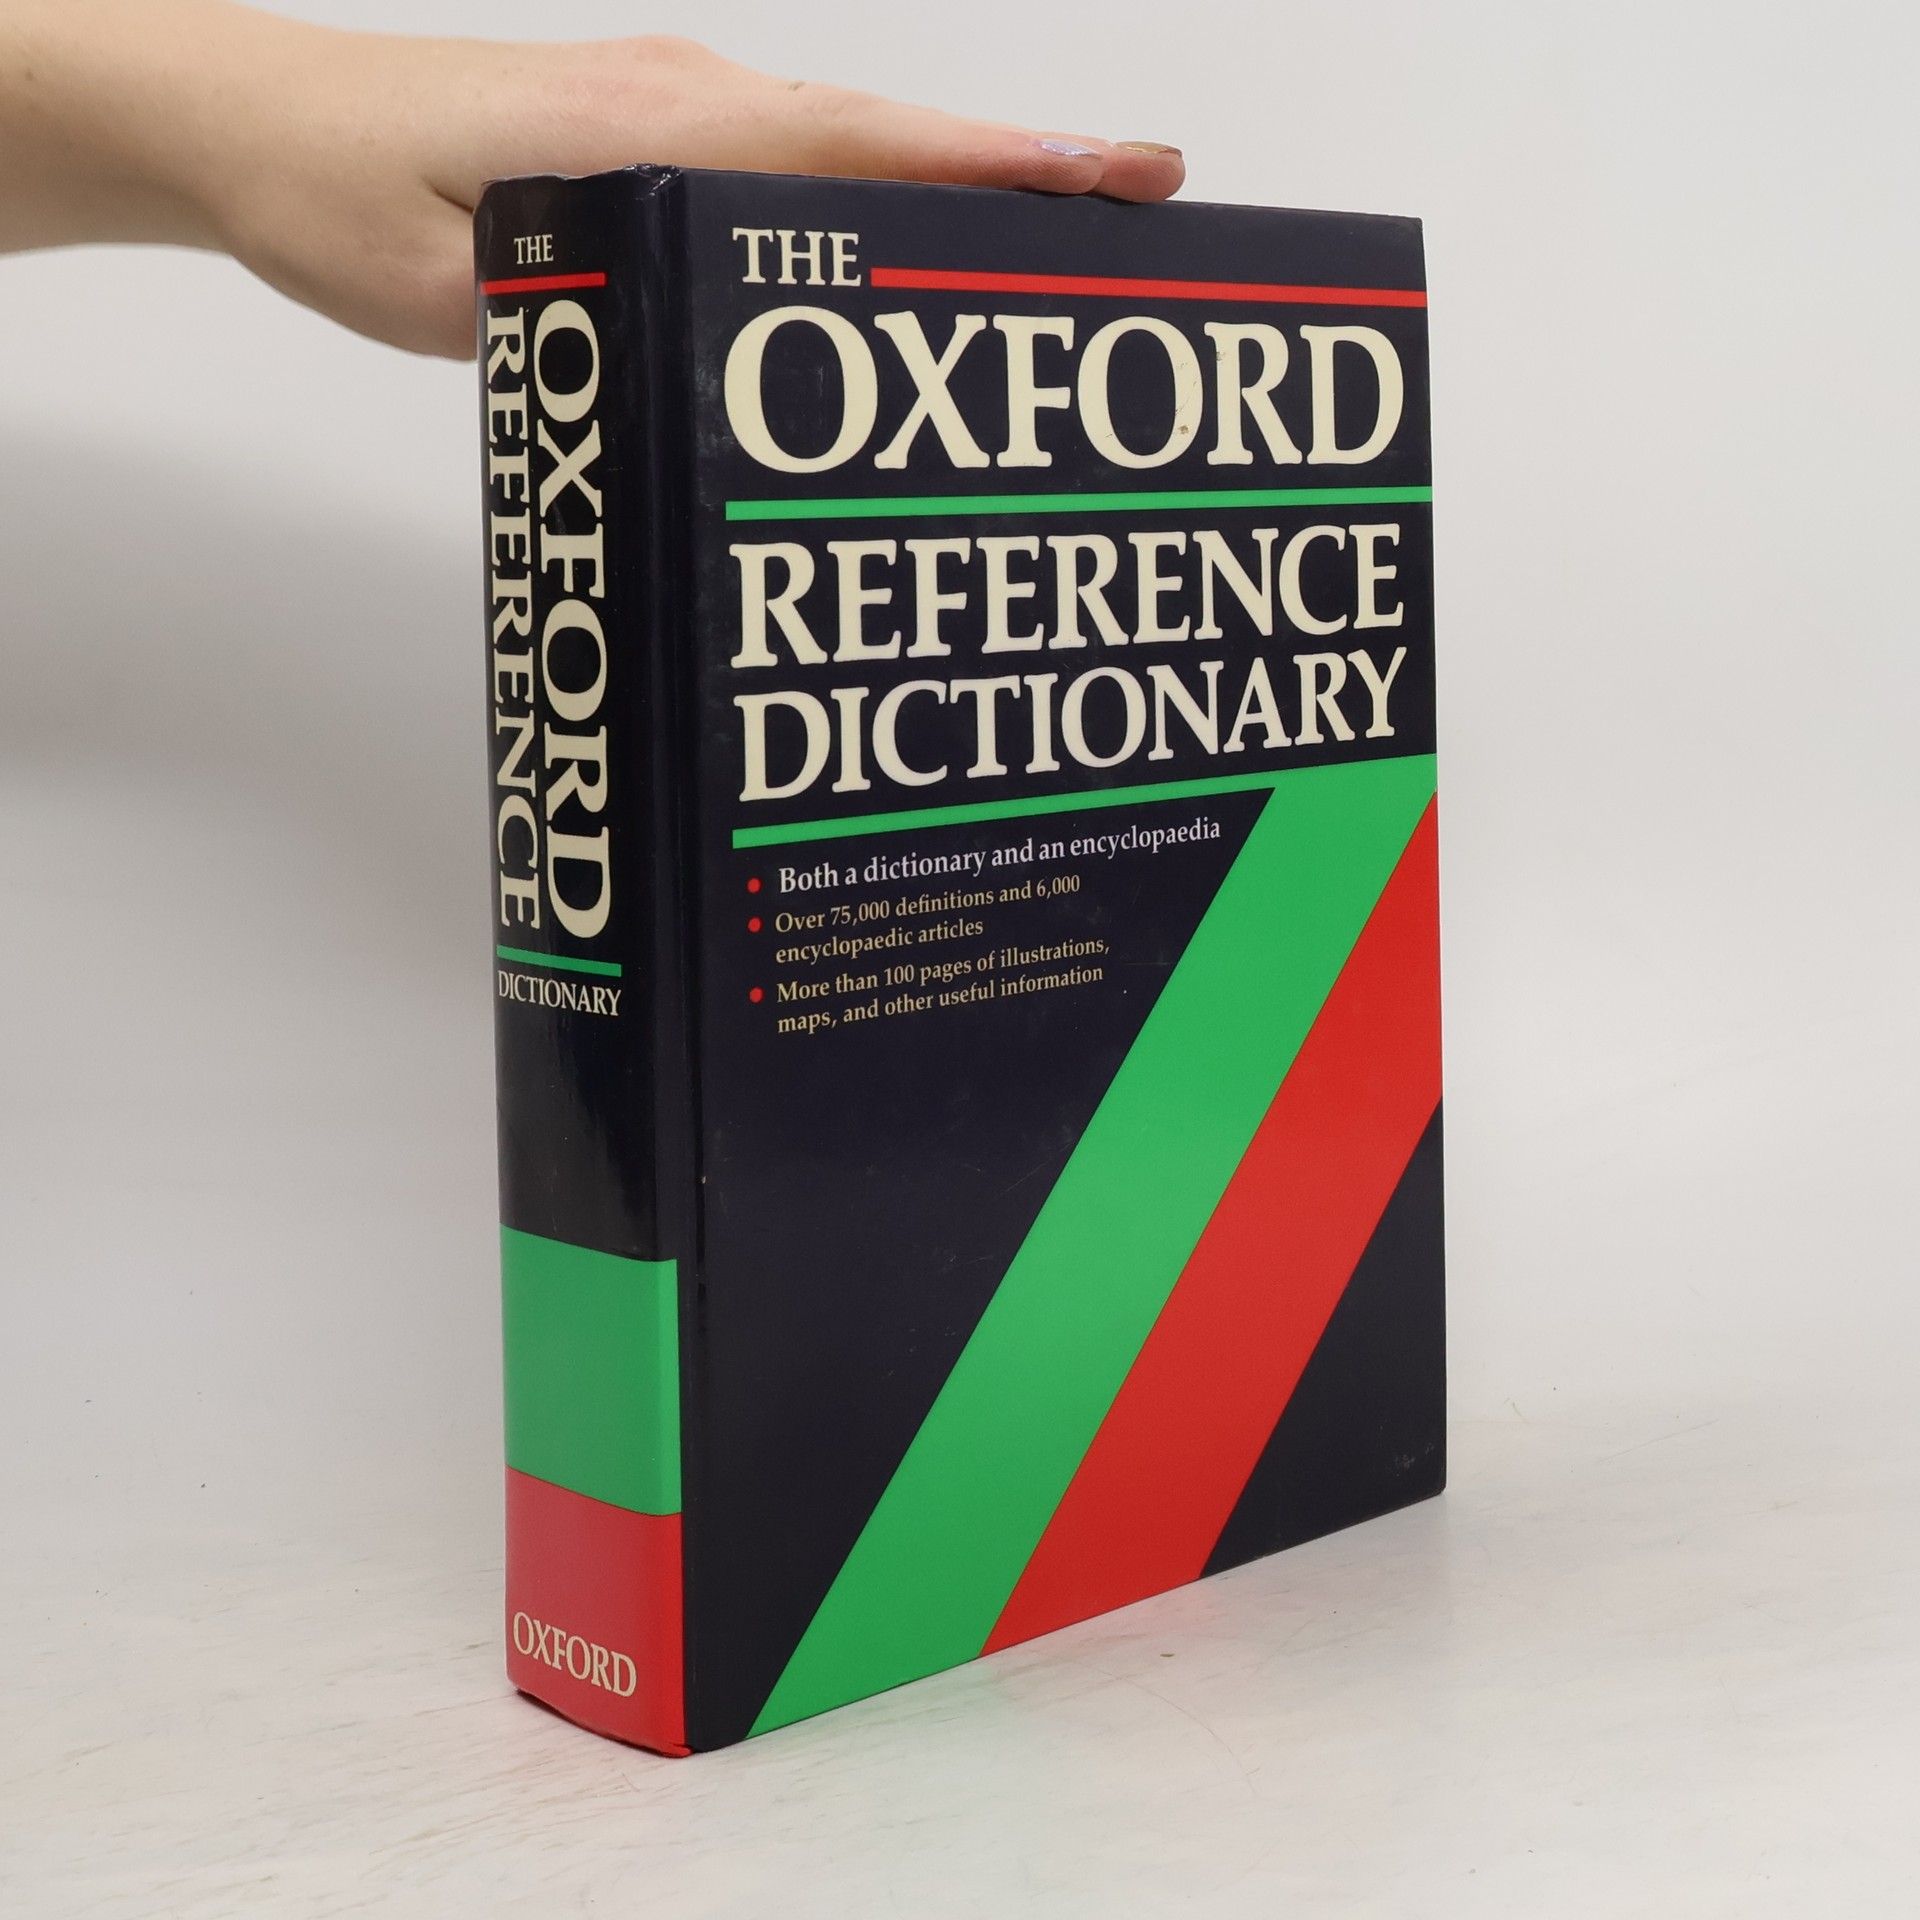 THE
OXFORD
REFERENCE
DICTIONARY
OXFORD
THE
OXFORD
REFERENCE
DICTIONARY
• Both a dictionary and an encyclopaedia
• Over 75,000 definitions and 6,000
encyclopaedic articles
• More than 100 pages of illustrations,
maps, and other useful information